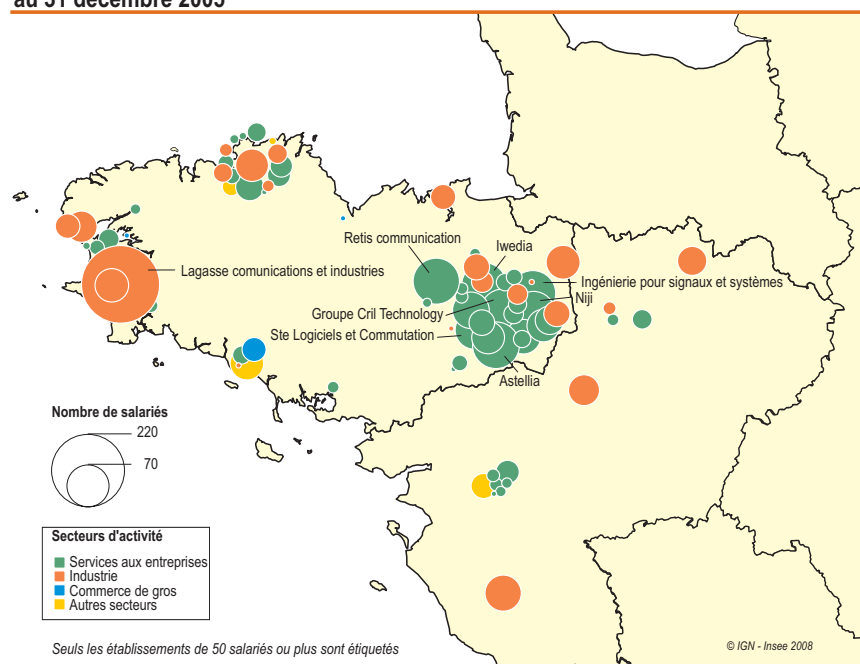 au 31 décembre 2005
Retis communication
Iwedia
Lagasse comunications et industries
Ingénierie pour signaux et systèmes
Niji
Groupe Cril Technology
Ste Logiciels et Commutation
Astellia
Nombre de salariés
220
70
Secteurs d'activité
Services aux entreprises
Industrie
Commerce de gros
Autres secteurs
Seuls les établissements de 50 salariés ou plus sont étiquetés
© IGN - Insee 2008